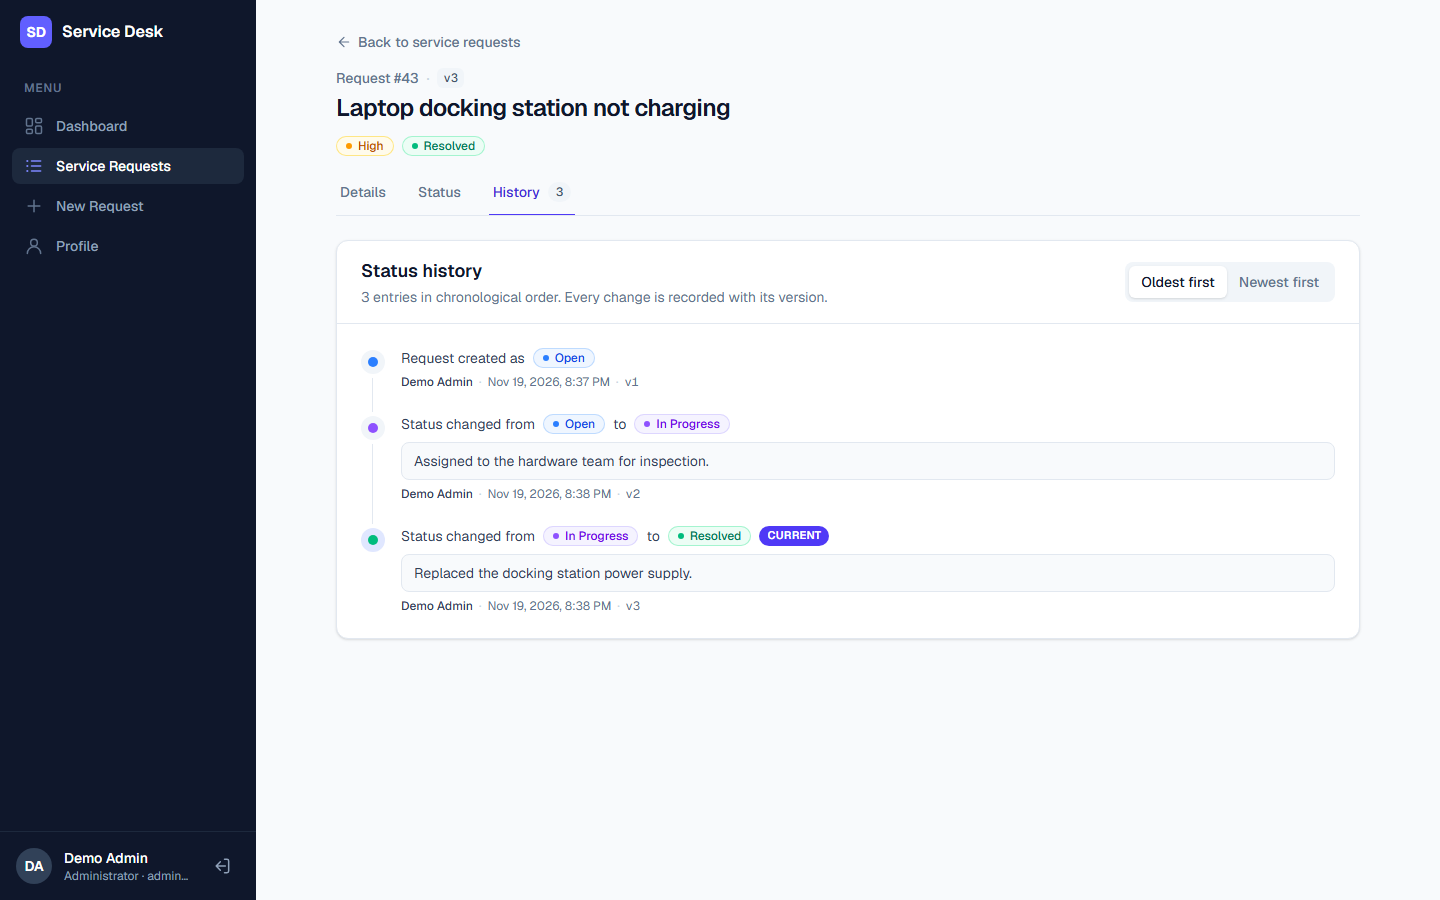 SD Service Desk
MENU
Dashboard
Service Requests
New Request
Profile
DA
Demo Admin
Administrator · admin...
Back to service requests
Request #43 · v3
Laptop docking station not charging
High Resolved
Details Status History 3
Status history
3 entries in chronological order. Every change is recorded with its version.
Oldest first Newest first
Request created as Open
Demo Admin · Nov 19, 2026, 8:37 PM · v1
Status changed from Open to In Progress
Assigned to the hardware team for inspection.
Demo Admin · Nov 19, 2026, 8:38 PM · v2
Status changed from In Progress to Resolved CURRENT
Replaced the docking station power supply.
Demo Admin · Nov 19, 2026, 8:38 PM · v3